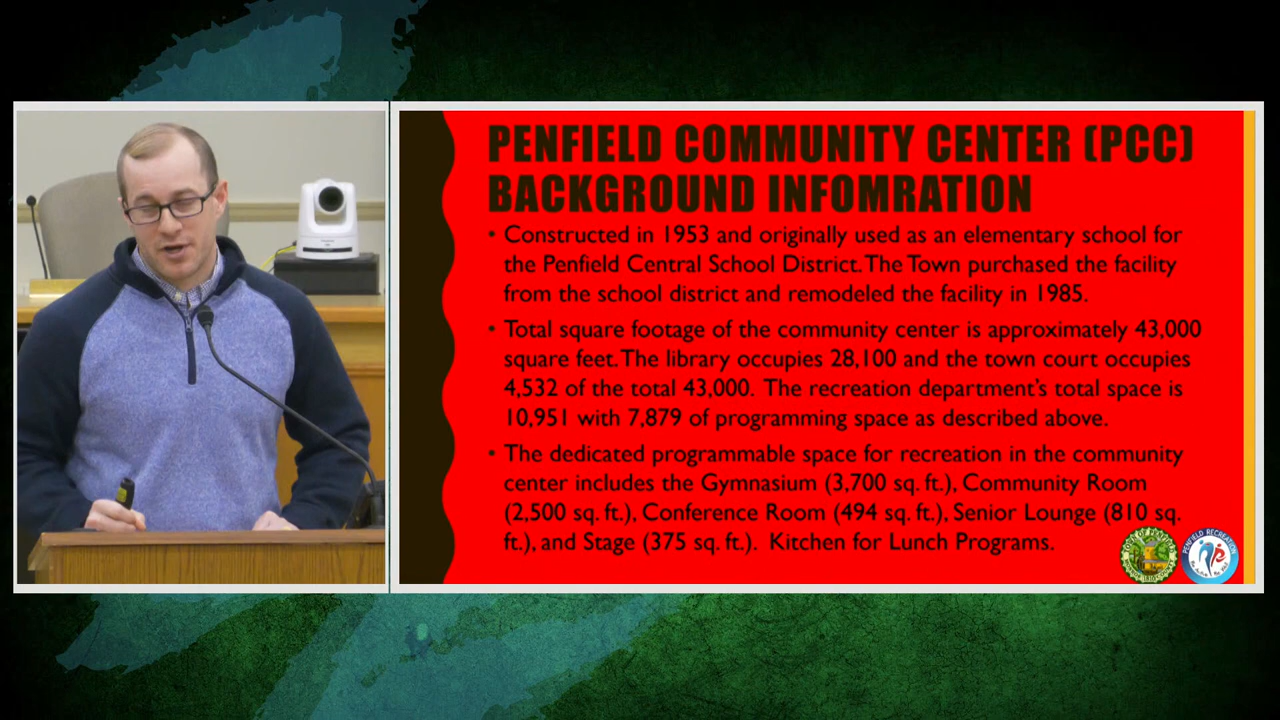 PENFIELD COMMUNITY CENTER (PCC)
BACKGROUND INFOMRATION
• Constructed in 1953 and originally used as an elementary school for
the Penfield Central School District. The Town purchased the facility
from the school district and remodeled the facility in 1985.
• Total square footage of the community center is approximately 43,000
square feet. The library occupies 28,100 and the town court occupies
4,532 of the total 43,000. The recreation department's total space is
10,951 with 7,879 of programming space as described above.
• The dedicated programmable space for recreation in the community
center includes the Gymnasium (3,700 sq. ft.), Community Room
(2,500 sq. ft.), Conference Room (494 sq. ft.), Senior Lounge (810 sq.
ft.), and Stage (375 sq. ft.). Kitchen for Lunch Programs.
PENFIELD RECREATION